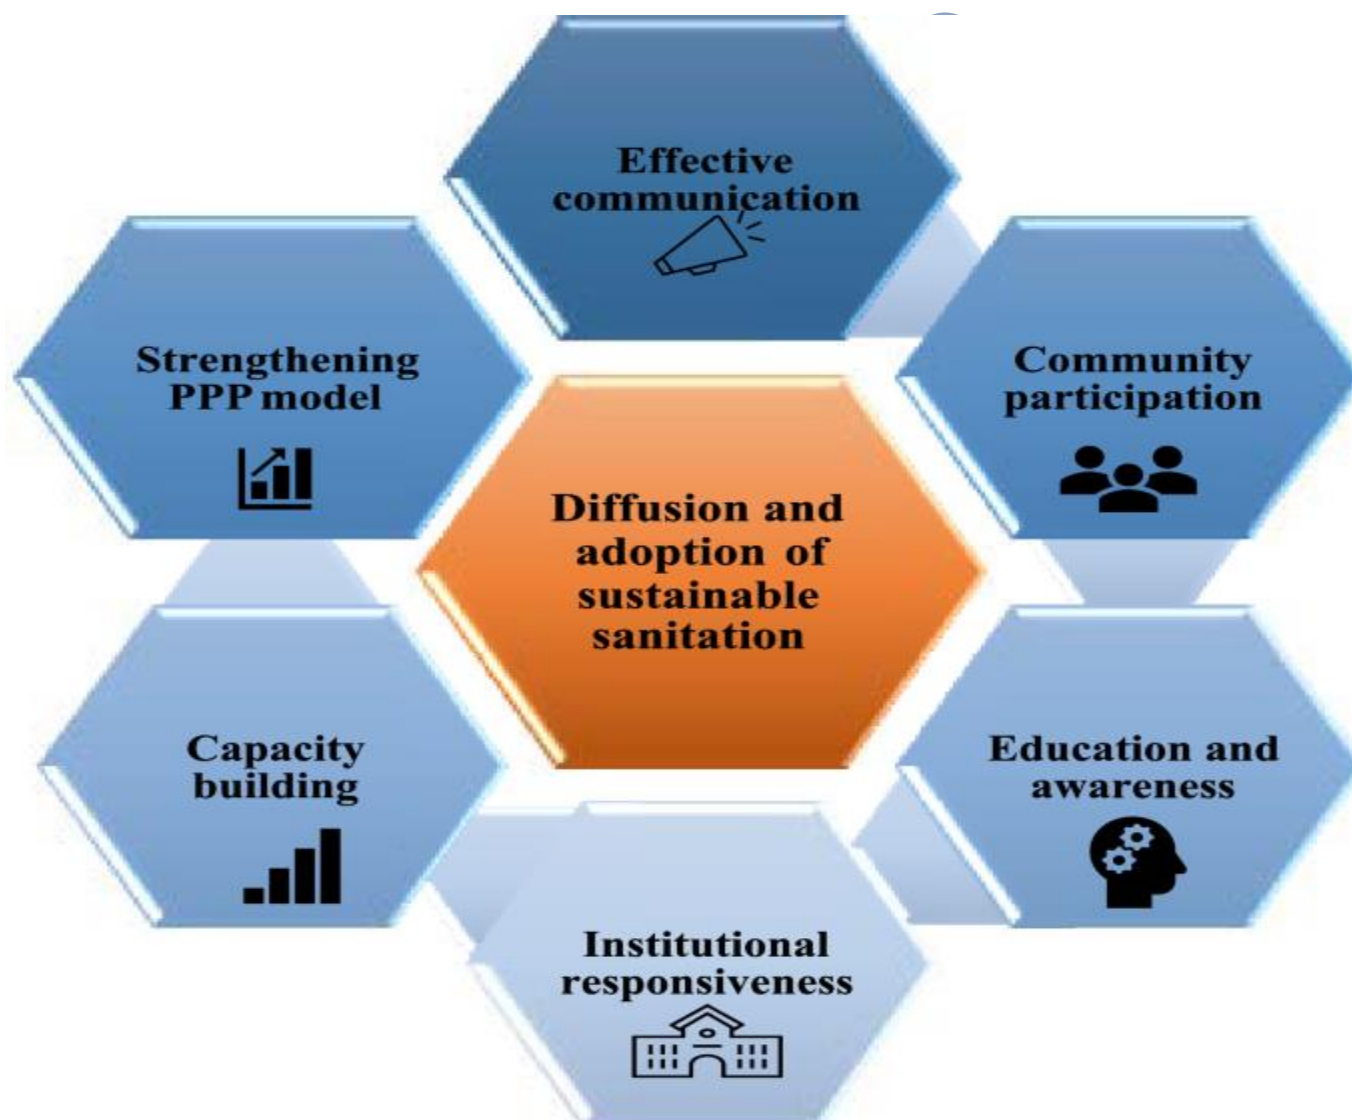 Effective
communication
Strengthening
PPP model
Community
participation
Diffusion and
adoption of
sustainable
sanitation
Capacity
building
Education and
awareness
Institutional
responsiveness